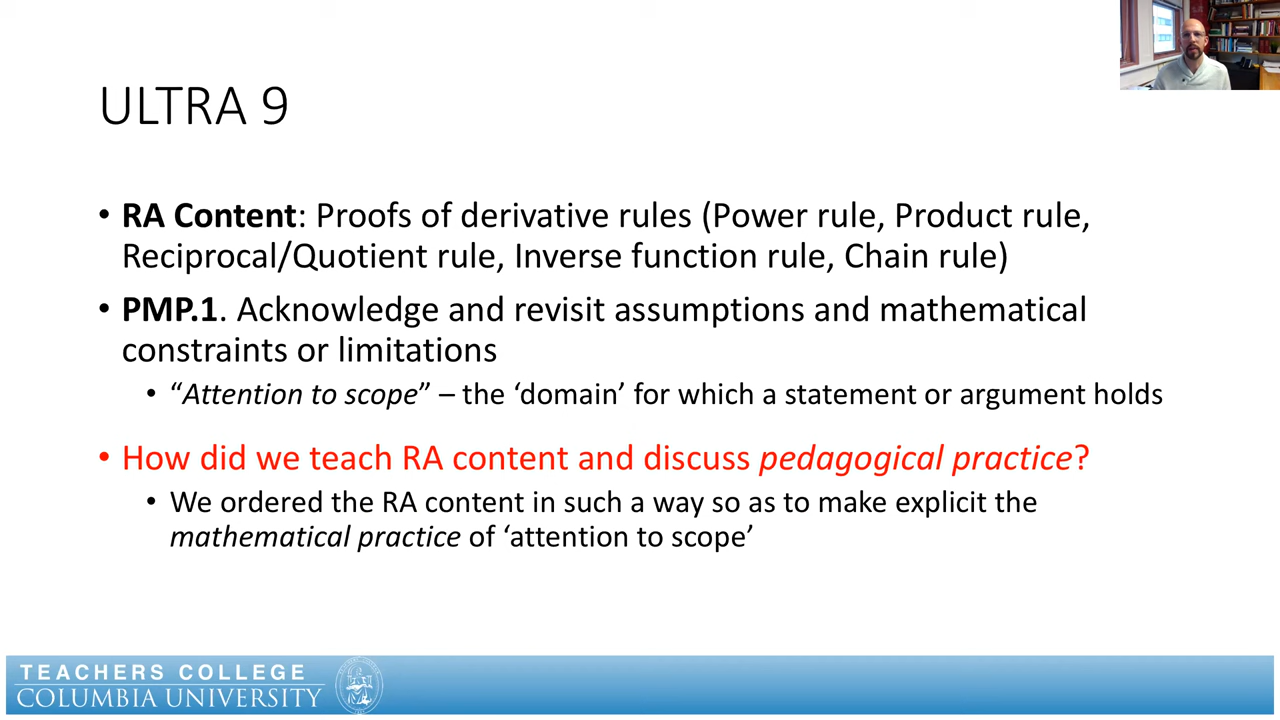 ULTRA 9
• RA Content: Proofs of derivative rules (Power rule, Product rule,
Reciprocal/Quotient rule, Inverse function rule, Chain rule)
• PMP.1. Acknowledge and revisit assumptions and mathematical
constraints or limitations
• “Attention to scope” – the ‘domain’ for which a statement or argument holds
• How did we teach RA content and discuss pedagogical practice?
• We ordered the RA content in such a way so as to make explicit the
mathematical practice of ‘attention to scope’
TEACHERS COLLEGE
COLUMBIA UNIVERSITY